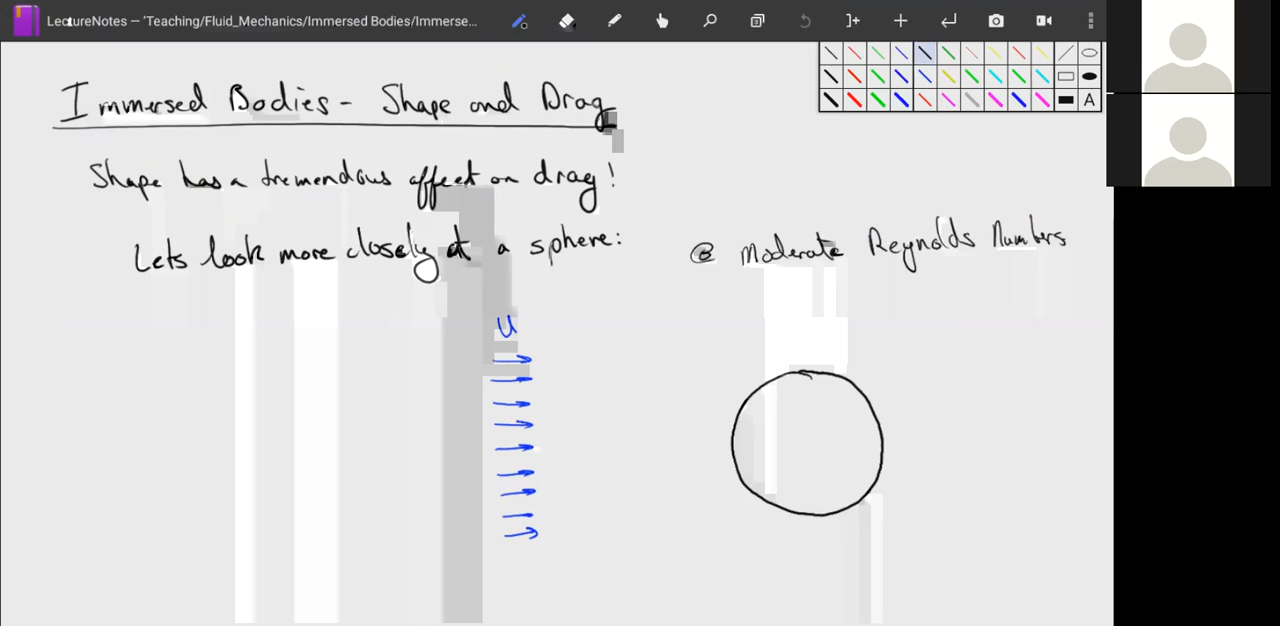 LectureNotes — 'Teaching/Fluid_Mechanics/Immersed Bodies/Immerse...
A
Immersed Bodies - Shape and Drag
Shape has a tremendous affect on drag!
Lets look more closely at a sphere:
@ Moderate Reynolds Numbers
U